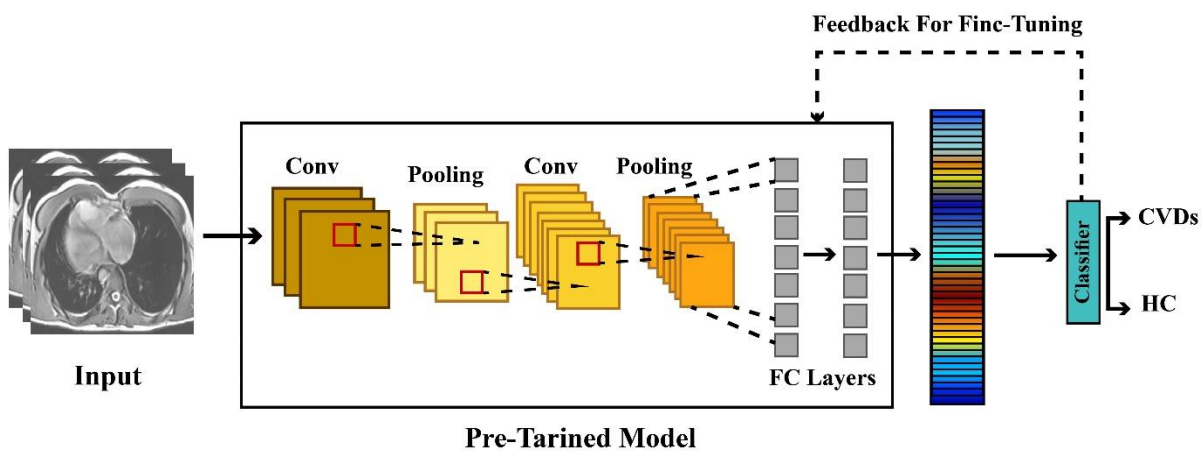 Feedback For Finc-Tuning
Conv
Pooling
Conv
Pooling
FC Layers
Classifier
CVDs
HC
Input
Pre-Tarined Model